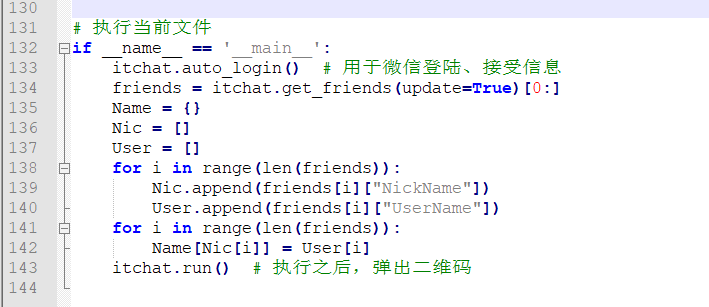 130
131 # 执行当前文件
132 if __name__ == '__main__':
133     itchat.auto_login()  # 用于微信登陆、接受信息
134     friends = itchat.get_friends(update=True)[0:]
135     Name = {}
136     Nic = []
137     User = []
138     for i in range(len(friends)):
139         Nic.append(friends[i]["NickName"])
140         User.append(friends[i]["UserName"])
141     for i in range(len(friends)):
142         Name[Nic[i]] = User[i]
143     itchat.run()  # 执行之后，弹出二维码
144